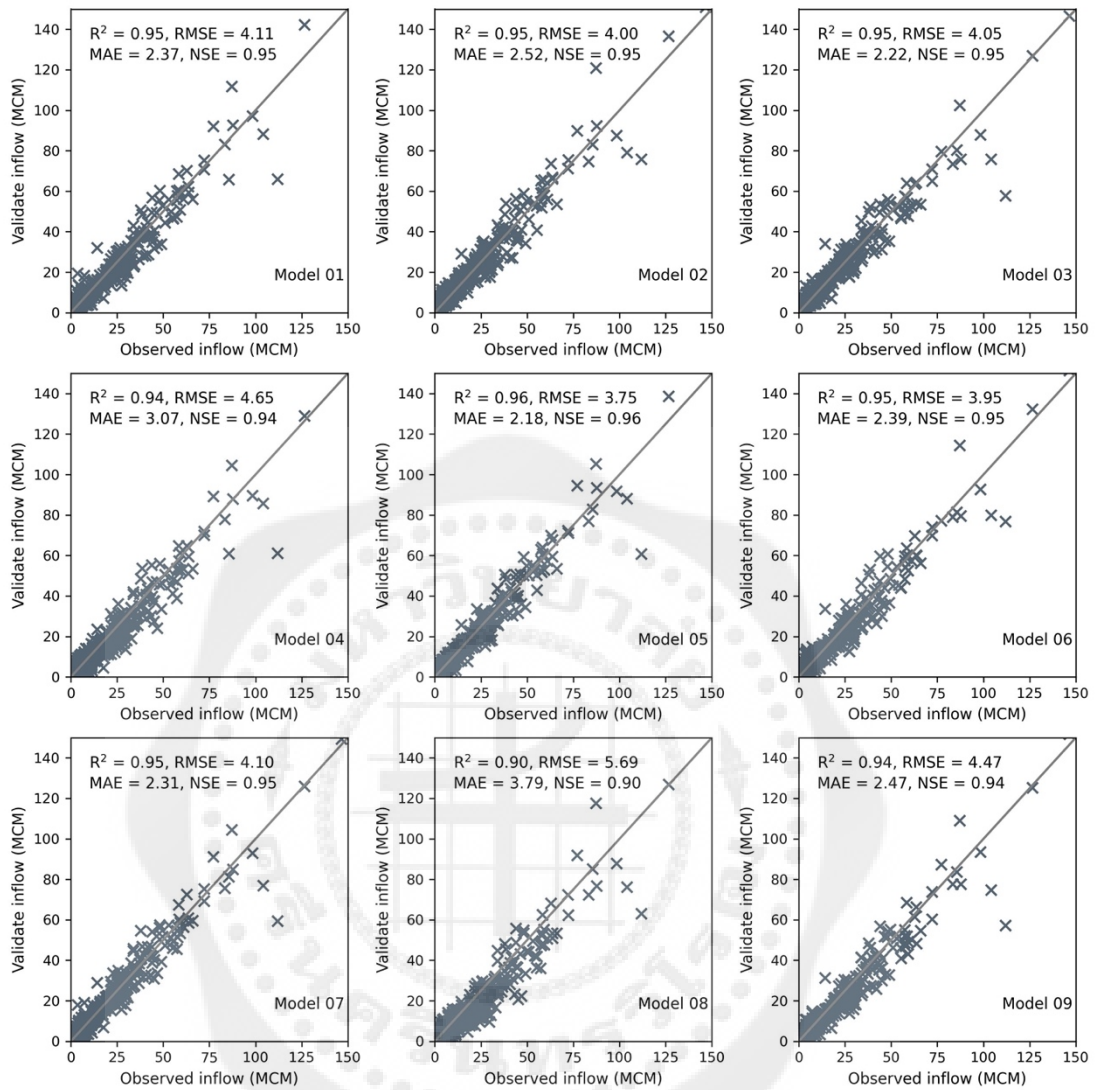 R² = 0.95, RMSE = 4.11
MAE = 2.37, NSE = 0.95
Model 01
Validate inflow (MCM)
140
120
100
80
60
40
20
0
0 25 50 75 100 125 150
Observed inflow (MCM)
R² = 0.95, RMSE = 4.00
MAE = 2.52, NSE = 0.95
Model 02
Validate inflow (MCM)
140
120
100
80
60
40
20
0
0 25 50 75 100 125 150
Observed inflow (MCM)
R² = 0.95, RMSE = 4.05
MAE = 2.22, NSE = 0.95
Model 03
Validate inflow (MCM)
140
120
100
80
60
40
20
0
0 25 50 75 100 125 150
Observed inflow (MCM)
R² = 0.94, RMSE = 4.65
MAE = 3.07, NSE = 0.94
Model 04
Validate inflow (MCM)
140
120
100
80
60
40
20
0
0 25 50 75 100 125 150
Observed inflow (MCM)
R² = 0.96, RMSE = 3.75
MAE = 2.18, NSE = 0.96
Model 05
Validate inflow (MCM)
140
120
100
80
60
40
20
0
0 25 50 75 100 125 150
Observed inflow (MCM)
R² = 0.95, RMSE = 3.95
MAE = 2.39, NSE = 0.95
Model 06
Validate inflow (MCM)
140
120
100
80
60
40
20
0
0 25 50 75 100 125 150
Observed inflow (MCM)
R² = 0.95, RMSE = 4.10
MAE = 2.31, NSE = 0.95
Model 07
Validate inflow (MCM)
140
120
100
80
60
40
20
0
0 25 50 75 100 125 150
Observed inflow (MCM)
R² = 0.90, RMSE = 5.69
MAE = 3.79, NSE = 0.90
Model 08
Validate inflow (MCM)
140
120
100
80
60
40
20
0
0 25 50 75 100 125 150
Observed inflow (MCM)
R² = 0.94, RMSE = 4.47
MAE = 2.47, NSE = 0.94
Model 09
Validate inflow (MCM)
140
120
100
80
60
40
20
0
0 25 50 75 100 125 150
Observed inflow (MCM)
มหาวิทยาลัย